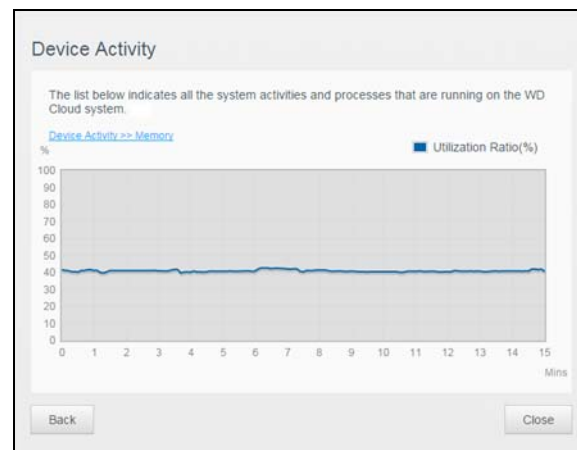 Device Activity
The list below indicates all the system activities and processes that are running on the WD
Cloud system.
Device Activity >> Memory
%
Utilization Ratio(%)
100
90
80
70
60
50
40
30
20
10
0
0 1 2 3 4 5 6 7 8 9 10 11 12 13 14 15
Mins
Back
Close